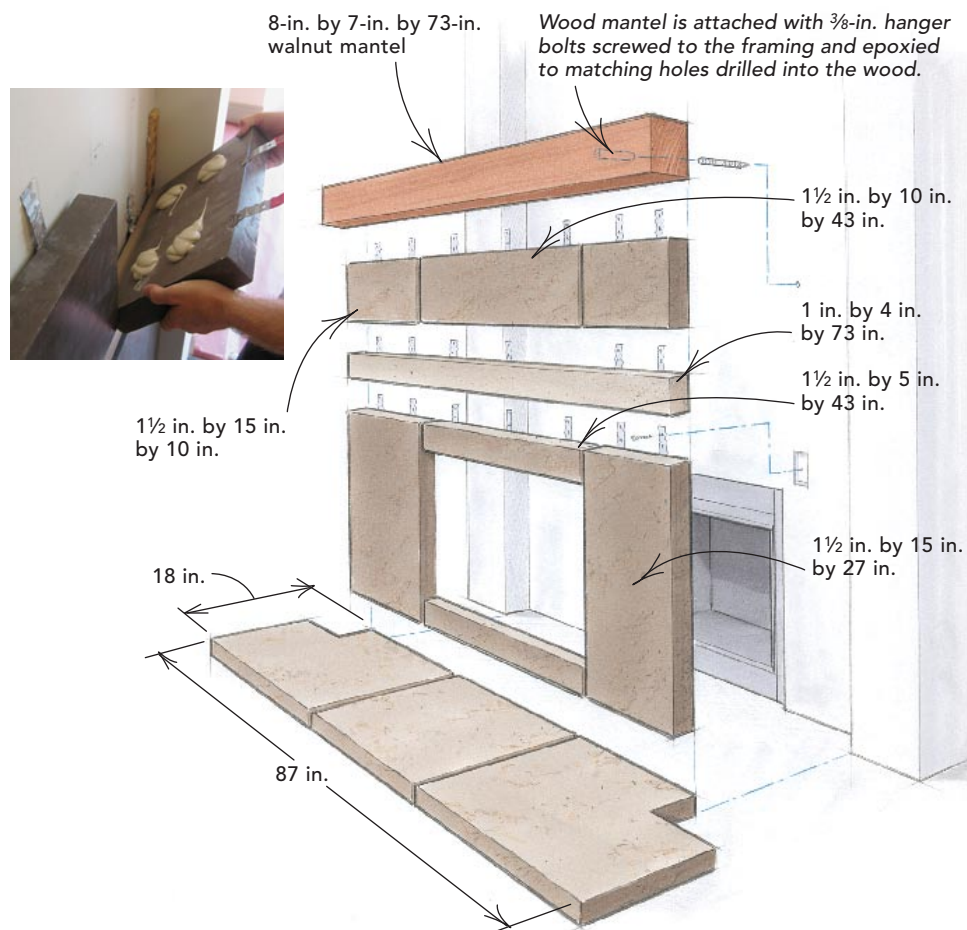 8-in. by 7-in. by 73-in.
walnut mantel
Wood mantel is attached with ⅜-in. hanger
bolts screwed to the framing and epoxied
to matching holes drilled into the wood.
1½ in. by 10 in.
by 43 in.
1 in. by 4 in.
by 73 in.
1½ in. by 5 in.
by 43 in.
1½ in. by 15 in.
by 10 in.
1½ in. by 15 in.
by 27 in.
18 in.
87 in.